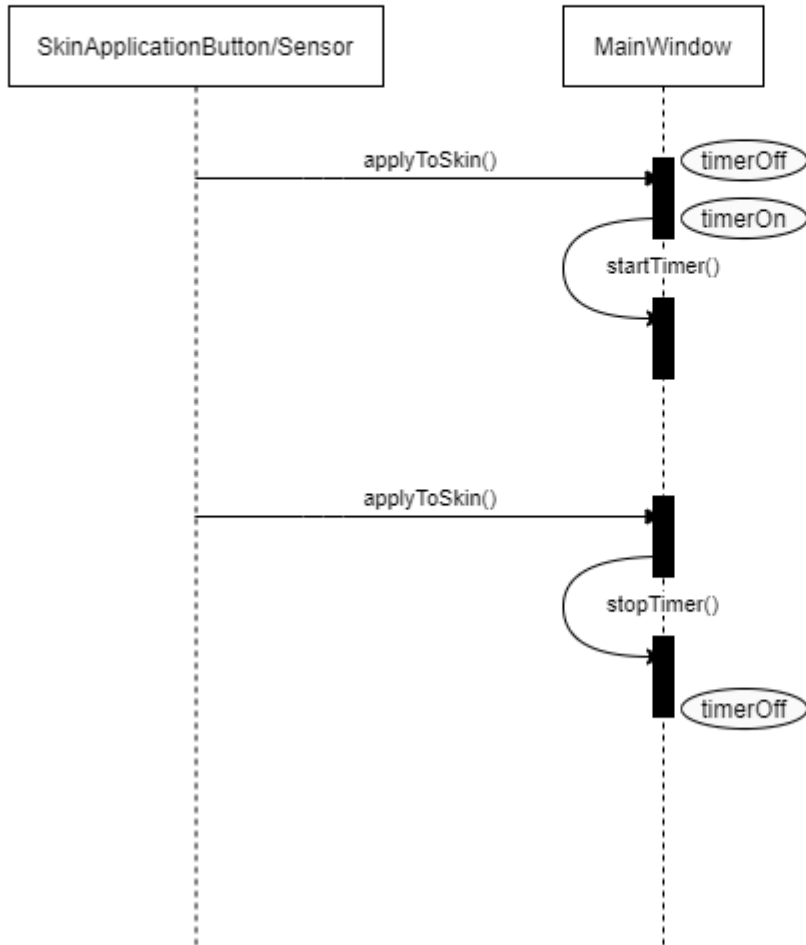 SkinApplicationButton/Sensor
MainWindow
applyToSkin()
timerOff
timerOn
startTimer()
applyToSkin()
stopTimer()
timerOff